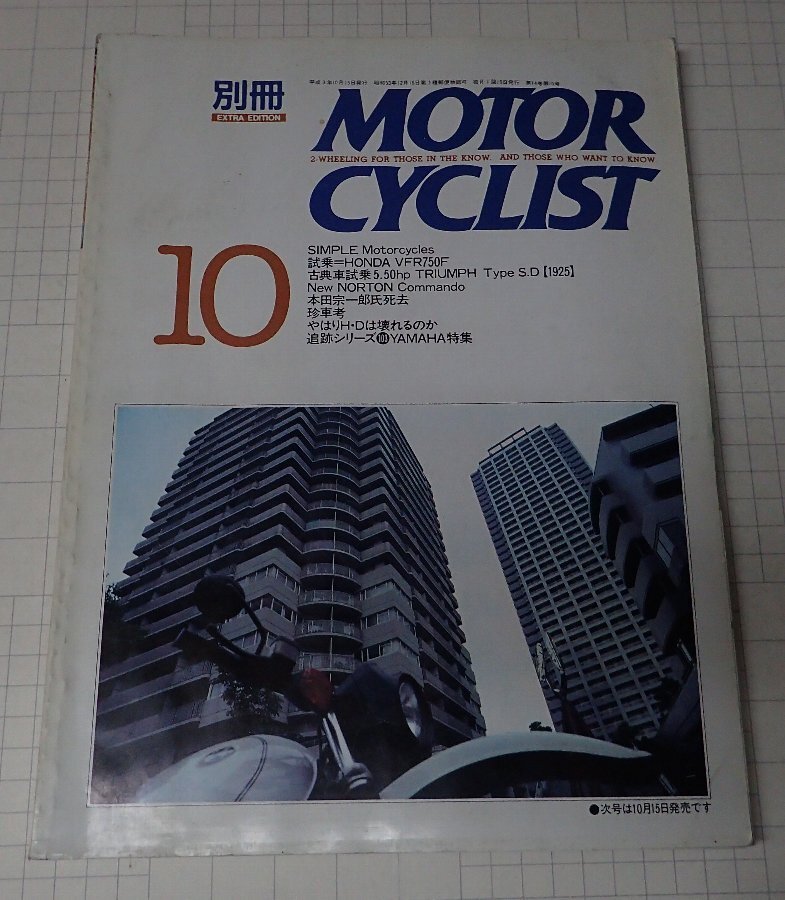 別冊
EXTRA EDITION
MOTOR
2-WHEELING FOR THOSE IN THE KNOW. AND THOSE WHO WANT TO KNOW
CYCLIST
10
SIMPLE Motorcycles
試乗=HONDA VFR750F
古典車試乗5.50hp TRIUMPH Type S.D【1925】
New NORTON Commando
本田宗一郎氏死去
珍車考
やはりH・Dは壊れるのか
追跡シリーズ101YAMAHA特集
●次号は10月15日発売です